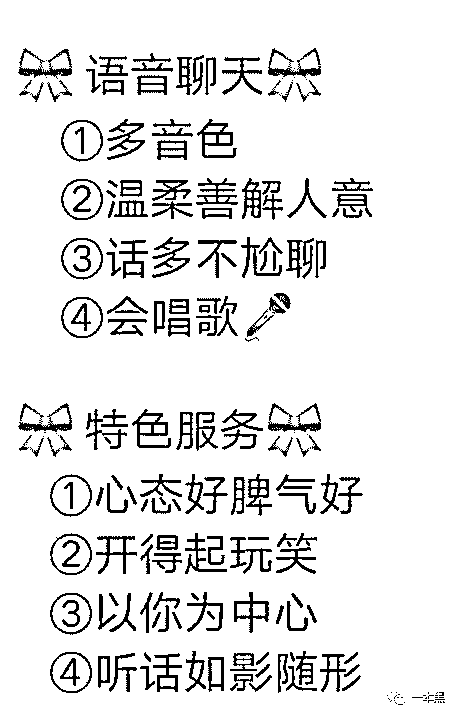 语音聊天
①多音色
②温柔善解人意
③话多不尬聊
④会唱歌
特色服务
①心态好脾气好
②开得起玩笑
③以你为中心
④听话如影随形